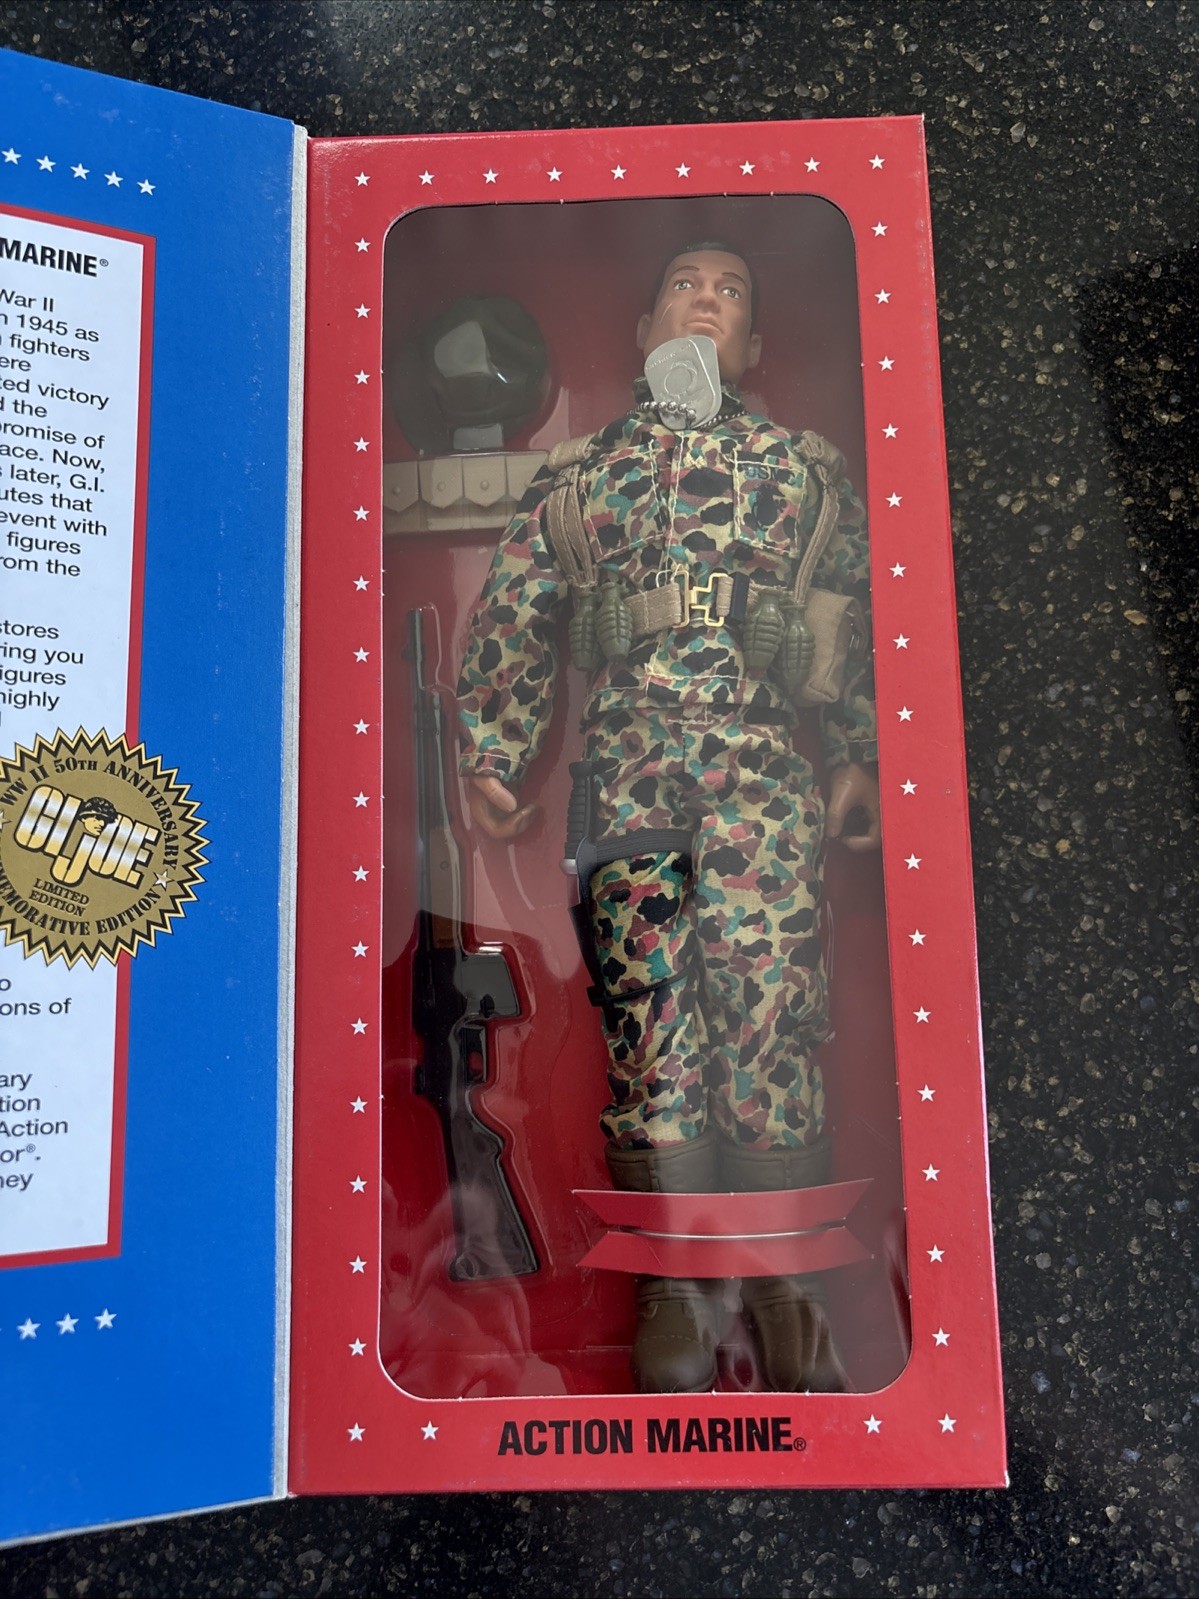 MARINE®
War II
1945 as
fighters
ere
ted victory
d the
romise of
ace. Now,
later, G.I.
utes that
event with
figures
rom the
stores
ring you
igures
highly
WW II 50TH ANNIVERSARY
GI JOE
LIMITED
EDITION
MEMORATIVE EDITION
o
ons of
ary
tion
Action
or®.
ney
USMC
ACTION MARINE®